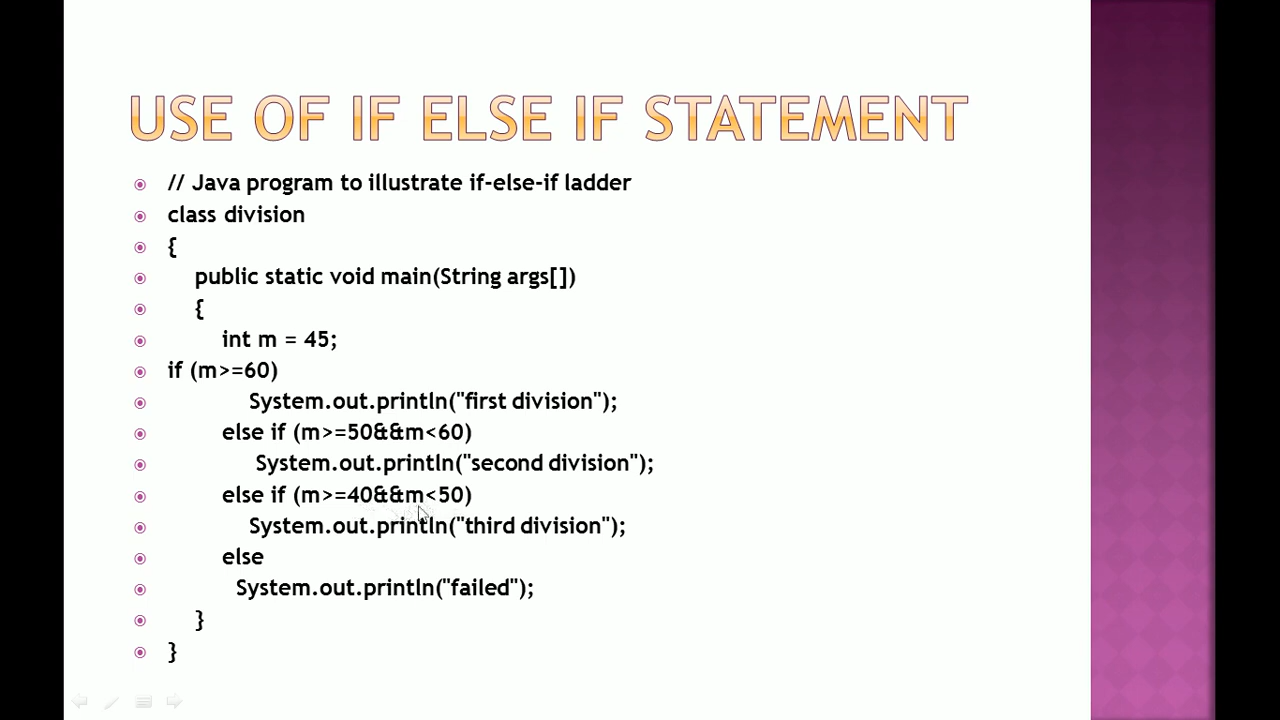 USE OF IF ELSE IF STATEMENT
// Java program to illustrate if-else-if ladder
class division
{
public static void main(String args[])
{
int m = 45;
if (m>=60)
System.out.println("first division");
else if (m>=50&&m<60)
System.out.println("second division");
else if (m>=40&&m<50)
System.out.println("third division");
else
System.out.println("failed");
}
}